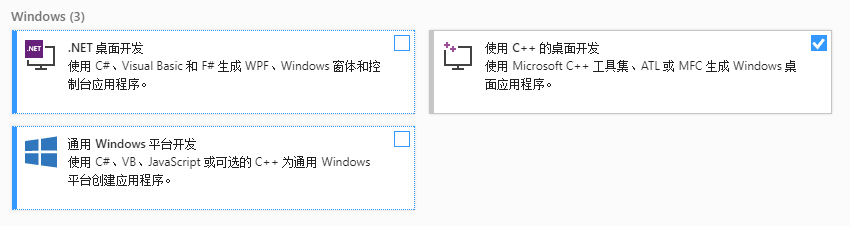 Windows (3)
.NET
.NET 桌面开发
使用 C#、Visual Basic 和 F# 生成 WPF、Windows 窗体和控
制台应用程序。
使用 C++ 的桌面开发
使用 Microsoft C++ 工具集、ATL 或 MFC 生成 Windows 桌
面应用程序。
通用 Windows 平台开发
使用 C#、VB、JavaScript 或可选的 C++ 为通用 Windows
平台创建应用程序。